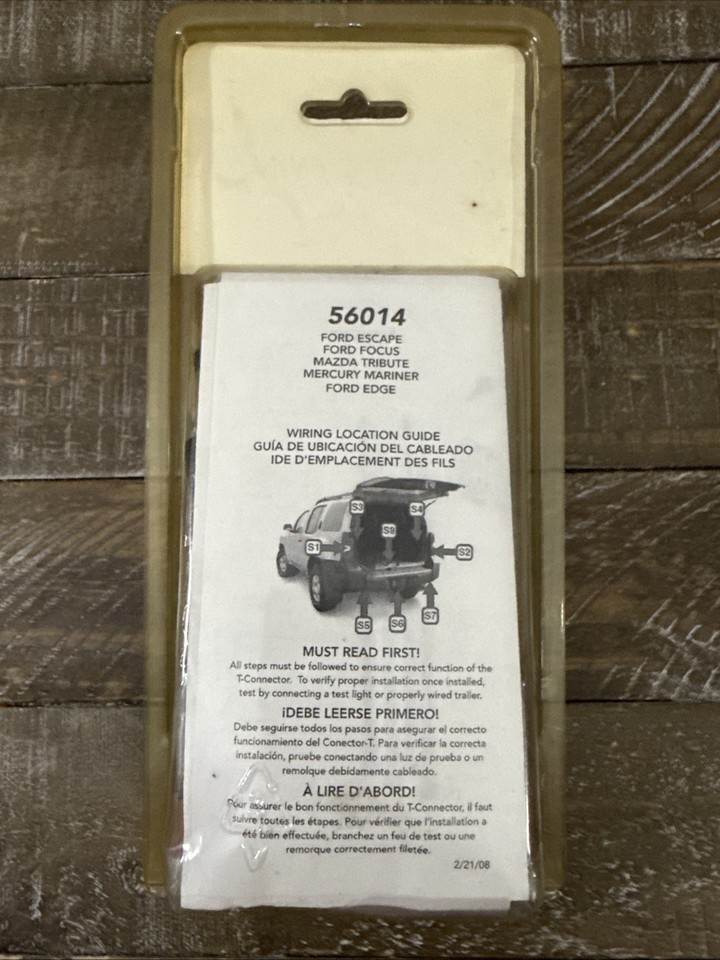 56014
FORD ESCAPE
FORD FOCUS
MAZDA TRIBUTE
MERCURY MARINER
FORD EDGE
WIRING LOCATION GUIDE
GUÍA DE UBICACIÓN DEL CABLEADO
IDE D'EMPLACEMENT DES FILS
S3
S4
S9
S1
S2
S5
S6
S7
MUST READ FIRST!
All steps must be followed to ensure correct function of the
T-Connector. To verify proper installation once installed,
test by connecting a test light or properly wired trailer.
¡DEBE LEERSE PRIMERO!
Debe seguirse todos los pasos para asegurar el correcto
funcionamiento del Conector-T. Para verificar la correcta
instalación, pruebe conectando una luz de prueba o un
remolque debidamente cableado.
À LIRE D'ABORD!
Pour assurer le bon fonctionnement du T-Connector, il faut
suivre toutes les étapes. Pour vérifier que l'installation a
été bien effectuée, branchez un feu de test ou une
remorque correctement filetée.
2/21/08